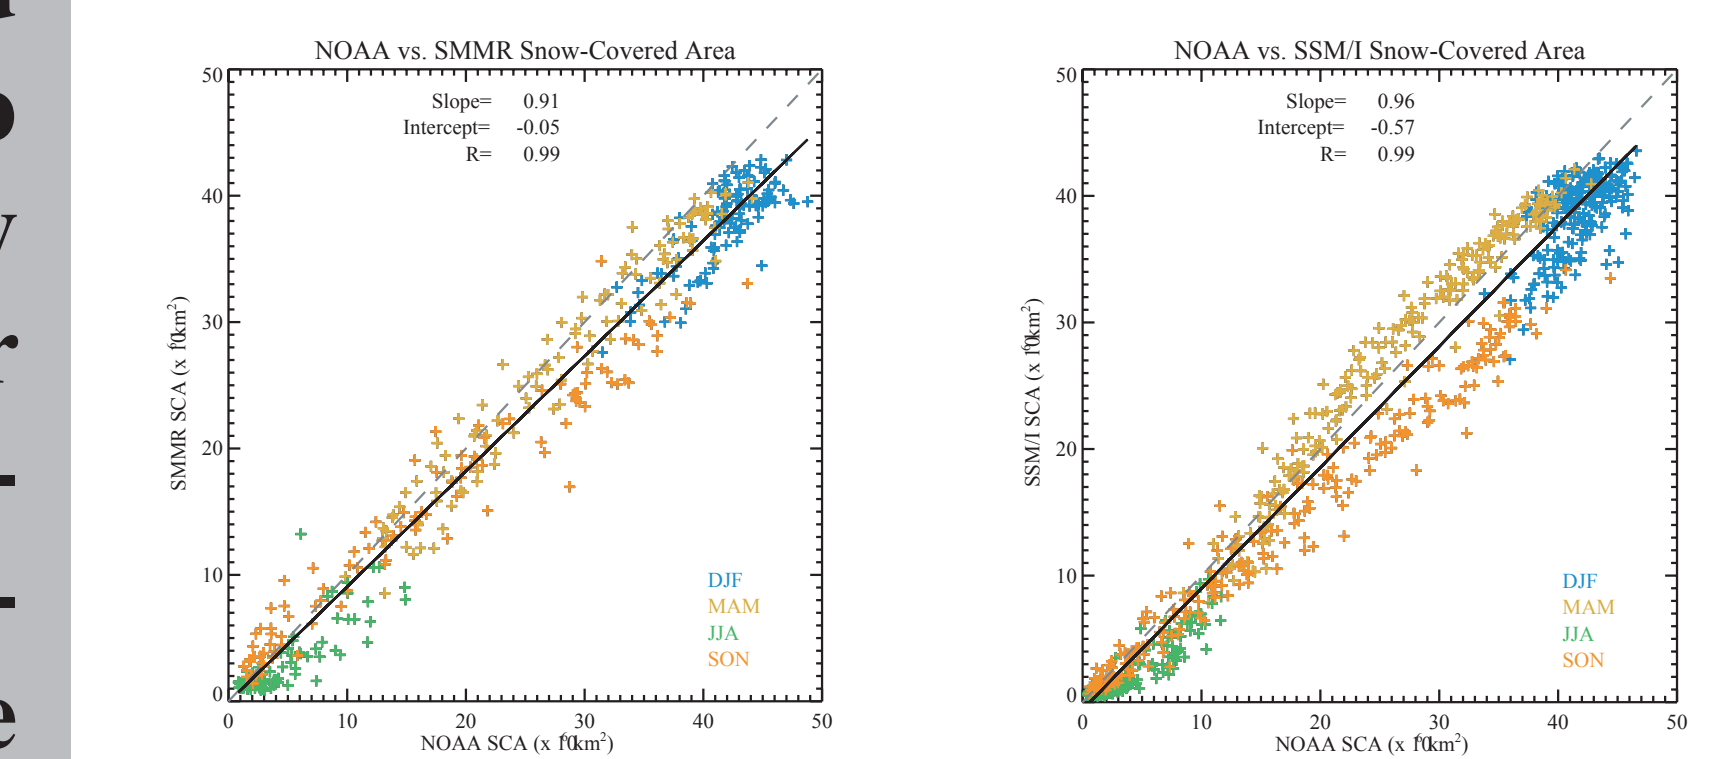 NOAA vs. SMMR Snow-Covered Area
Slope= 0.91
Intercept= -0.05
R= 0.99
50
40
30
20
10
0
SMMR SCA (x 10⁶km²)
DJF
MAM
JJA
SON
0 10 20 30 40 50
NOAA SCA (x 10⁶km²)
NOAA vs. SSM/I Snow-Covered Area
Slope= 0.96
Intercept= -0.57
R= 0.99
50
40
30
20
10
0
SSM/I SCA (x 10⁶km²)
DJF
MAM
JJA
SON
0 10 20 30 40 50
NOAA SCA (x 10⁶km²)
y
r
e